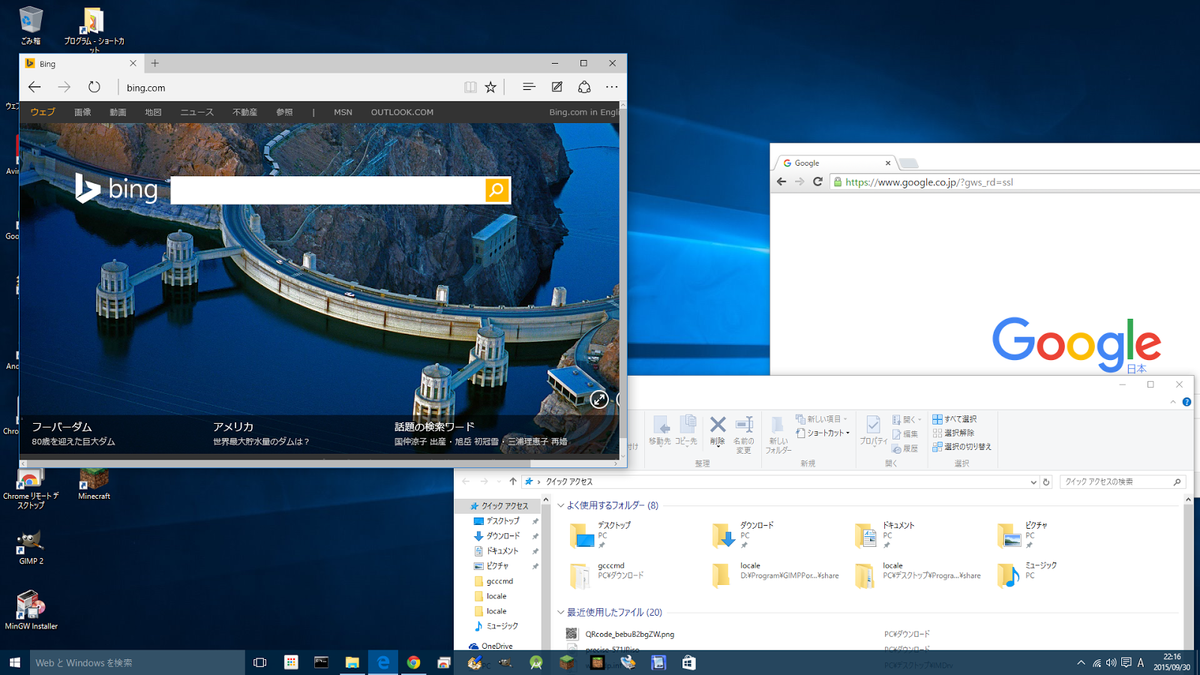 ごみ箱
プログラム - ショートカット
Bing
bing.com
ウェブ 画像 動画 地図 ニュース 不動産 参照 | MSN OUTLOOK.COM
Bing.com in Engli
bing
フーバーダム
80歳を迎えた巨大ダム
アメリカ
世界最大貯水量のダムは？
話題の検索ワード
国仲涼子 出産・旭岳 初冠雪・三浦理恵子 再婚
Google
https://www.google.co.jp/?gws_rd=ssl
Google
日本
ウェ
Avir
Goo
And
Chro
Chrome リモート デスクトップ
Minecraft
GIMP 2
MinGW Installer
移動先
コピー先
削除
名前の変更
整理
新しいフォルダー
新しい項目
ショートカット
新規
プロパティ
開く
編集
履歴
開く
すべて選択
選択解除
選択の切り替え
選択
クイック アクセス
クイック アクセスの検索
クイック アクセス
デスクトップ
ダウンロード
ドキュメント
ピクチャ
gcccmd
locale
locale
ミュージック
OneDrive
よく使用するフォルダー (8)
デスクトップ
PC
ダウンロード
PC
ドキュメント
PC
ピクチャ
PC
gcccmd
PC¥ダウンロード
locale
D:¥Program¥GIMPPor...¥share
locale
PC¥デスクトップ¥Progra...¥share
ミュージック
PC
最近使用したファイル (20)
QRcode_bebuB2bgZW.png
PC¥ダウンロード
Web と Windows を検索
A
22:16
2015/09/30